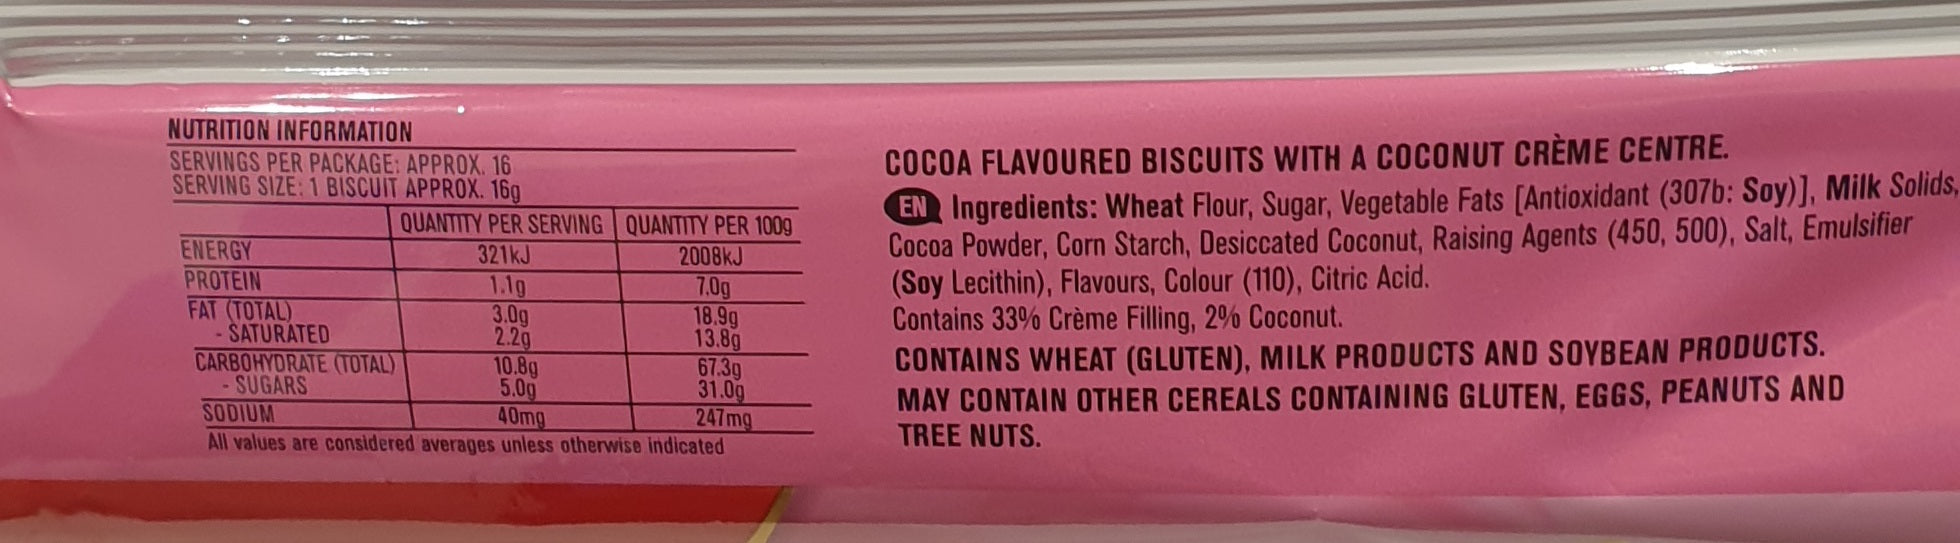 NUTRITION INFORMATION
SERVINGS PER PACKAGE: APPROX. 16
SERVING SIZE: 1 BISCUIT APPROX. 16g
QUANTITY PER SERVING QUANTITY PER 100g
ENERGY 321kJ 2008kJ
PROTEIN 1.1g 7.0g
FAT (TOTAL) 3.0g 18.9g
- SATURATED 2.2g 13.8g
CARBOHYDRATE (TOTAL) 10.8g 67.3g
- SUGARS 5.0g 31.0g
SODIUM 40mg 247mg
All values are considered averages unless otherwise indicated
COCOA FLAVOURED BISCUITS WITH A COCONUT CRÈME CENTRE.
EN Ingredients: Wheat Flour, Sugar, Vegetable Fats [Antioxidant (307b: Soy)], Milk Solids,
Cocoa Powder, Corn Starch, Desiccated Coconut, Raising Agents (450, 500), Salt, Emulsifier
(Soy Lecithin), Flavours, Colour (110), Citric Acid.
Contains 33% Crème Filling, 2% Coconut.
CONTAINS WHEAT (GLUTEN), MILK PRODUCTS AND SOYBEAN PRODUCTS.
MAY CONTAIN OTHER CEREALS CONTAINING GLUTEN, EGGS, PEANUTS AND
TREE NUTS.